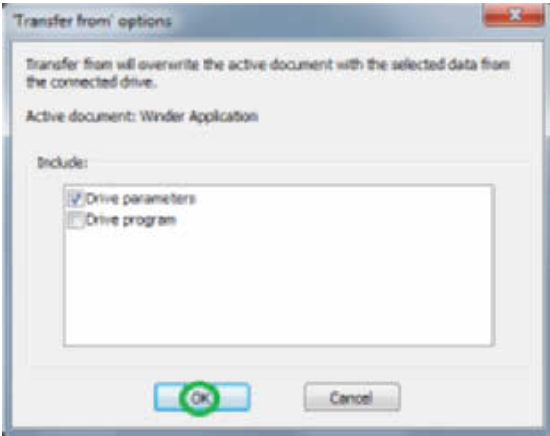 'Transfer from' options
Transfer from will overwrite the active document with the selected data from
the connected drive.
Active document: Winder Application
Include:
Drive parameters
Drive program
OK
Cancel